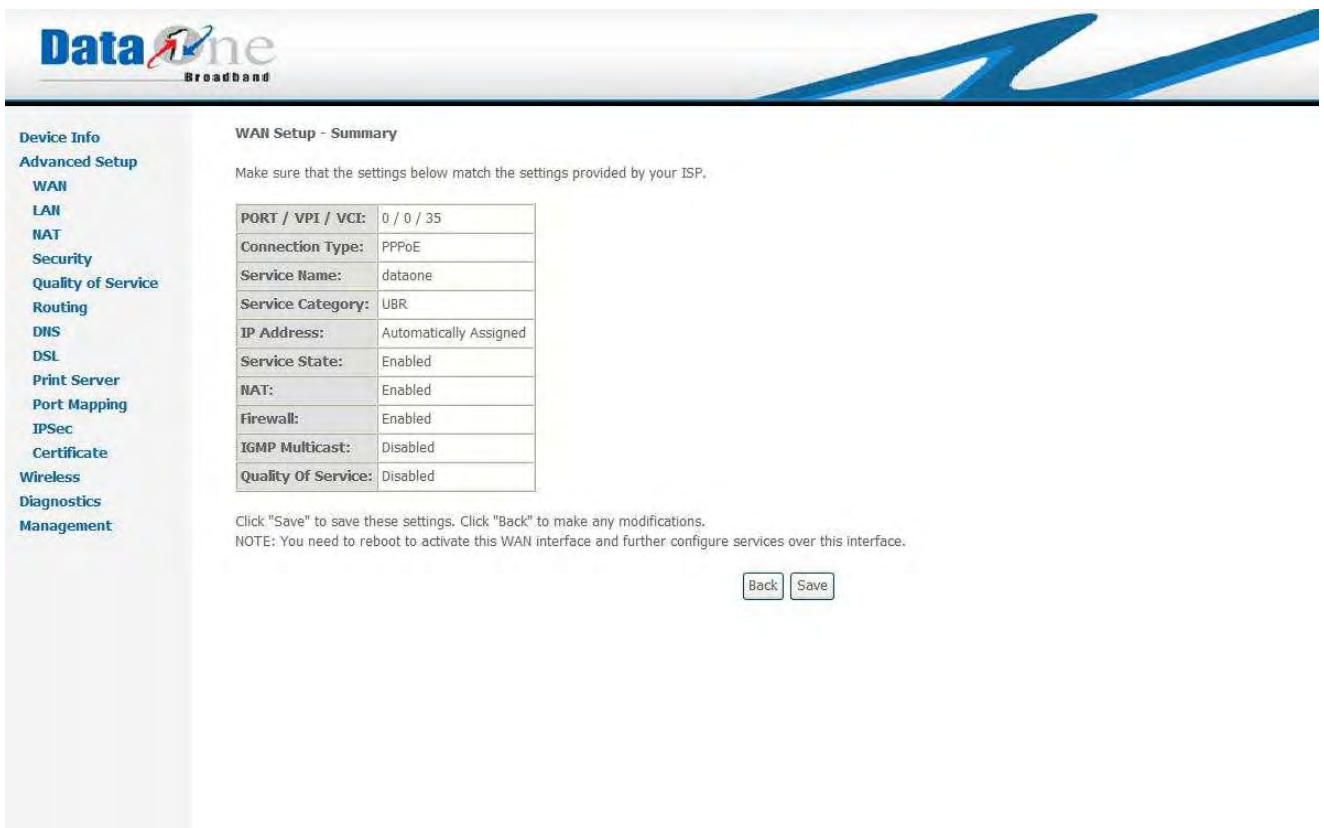 Data One
Broadband
Device Info
Advanced Setup
WAN
LAN
NAT
Security
Quality of Service
Routing
DNS
DSL
Print Server
Port Mapping
IPSec
Certificate
Wireless
Diagnostics
Management
WAN Setup - Summary
Make sure that the settings below match the settings provided by your ISP.
PORT / VPI / VCI: 0 / 0 / 35
Connection Type: PPPoE
Service Name: dataone
Service Category: UBR
IP Address: Automatically Assigned
Service State: Enabled
NAT: Enabled
Firewall: Enabled
IGMP Multicast: Disabled
Quality Of Service: Disabled
Click "Save" to save these settings. Click "Back" to make any modifications.
NOTE: You need to reboot to activate this WAN interface and further configure services over this interface.
Back Save